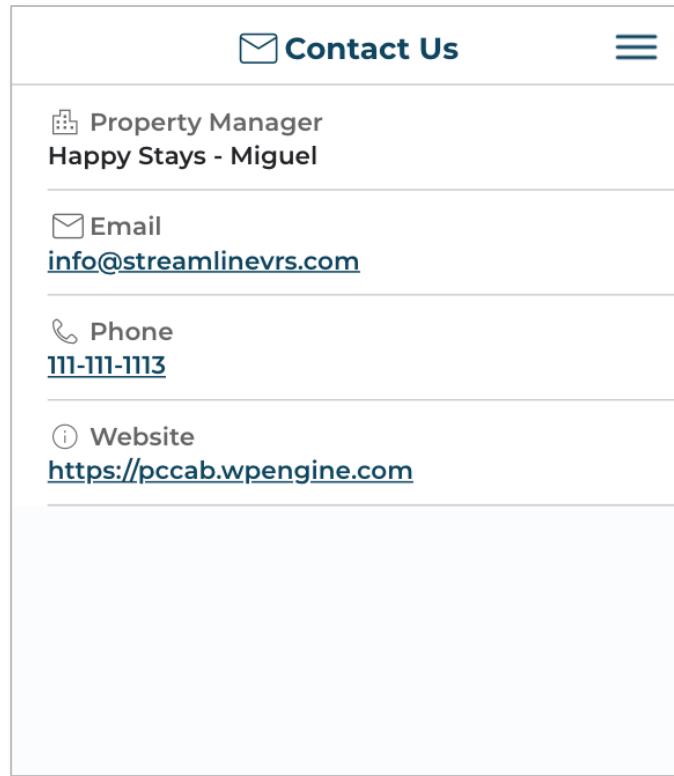 Contact Us
Property Manager
Happy Stays - Miguel
Email
info@streamlinevrs.com
Phone
111-111-1113
Website
https://pccab.wpengine.com